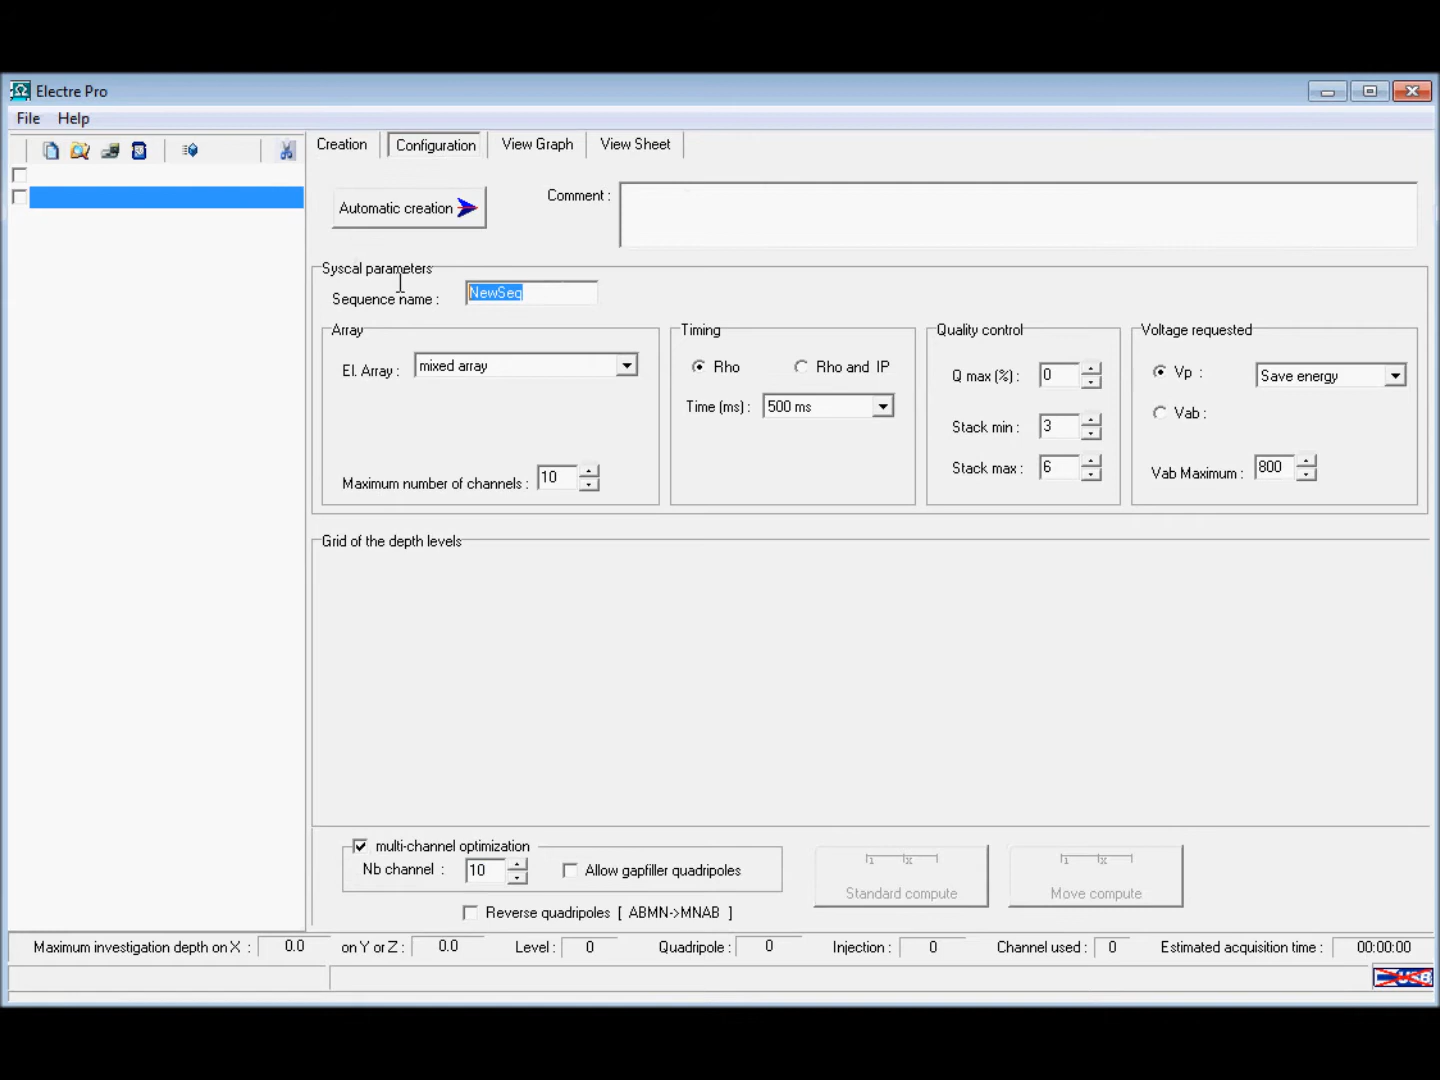 Electre Pro
File Help
Creation Configuration View Graph View Sheet
Automatic creation
Comment :
Syscal parameters
Sequence name : NewSeq
Array
El. Array : mixed array
Maximum number of channels : 10
Timing
Rho Rho and IP
Time (ms) : 500 ms
Quality control
Q max (%) : 0
Stack min : 3
Stack max : 6
Voltage requested
Vp : Save energy
Vab :
Vab Maximum : 800
Grid of the depth levels
multi-channel optimization
Nb channel : 10 Allow gapfiller quadripoles
Reverse quadripoles [ ABMN->MNAB ]
1 x
Standard compute
1 x
Move compute
Maximum investigation depth on X : 0.0 on Y or Z : 0.0 Level : 0 Quadripole : 0 Injection : 0 Channel used : 0 Estimated acquisition time : 00:00:00
USB